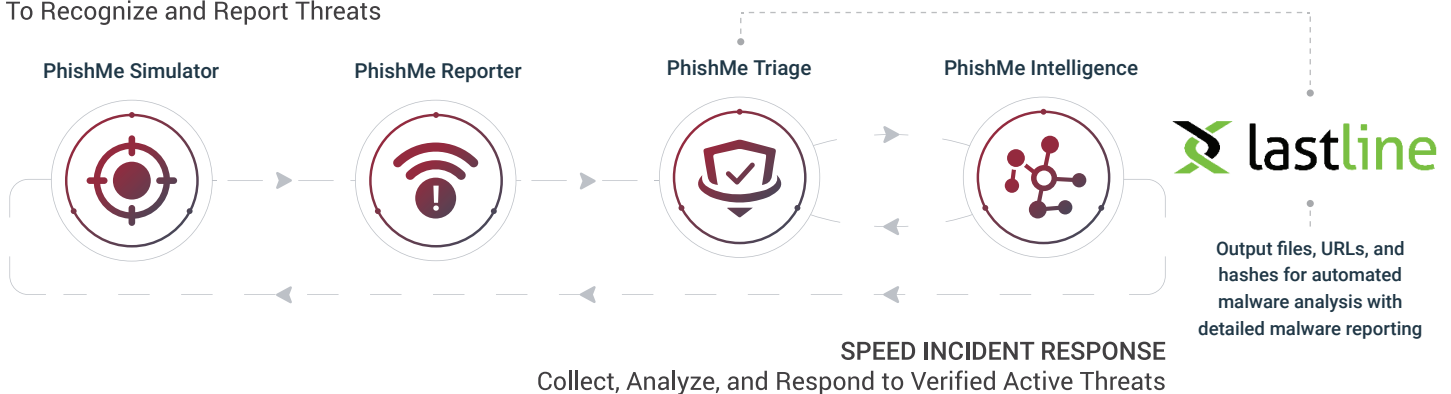 To Recognize and Report Threats
PhishMe Simulator
PhishMe Reporter
PhishMe Triage
PhishMe Intelligence
!
lastline
Output files, URLs, and
hashes for automated
malware analysis with
detailed malware reporting
SPEED INCIDENT RESPONSE
Collect, Analyze, and Respond to Verified Active Threats